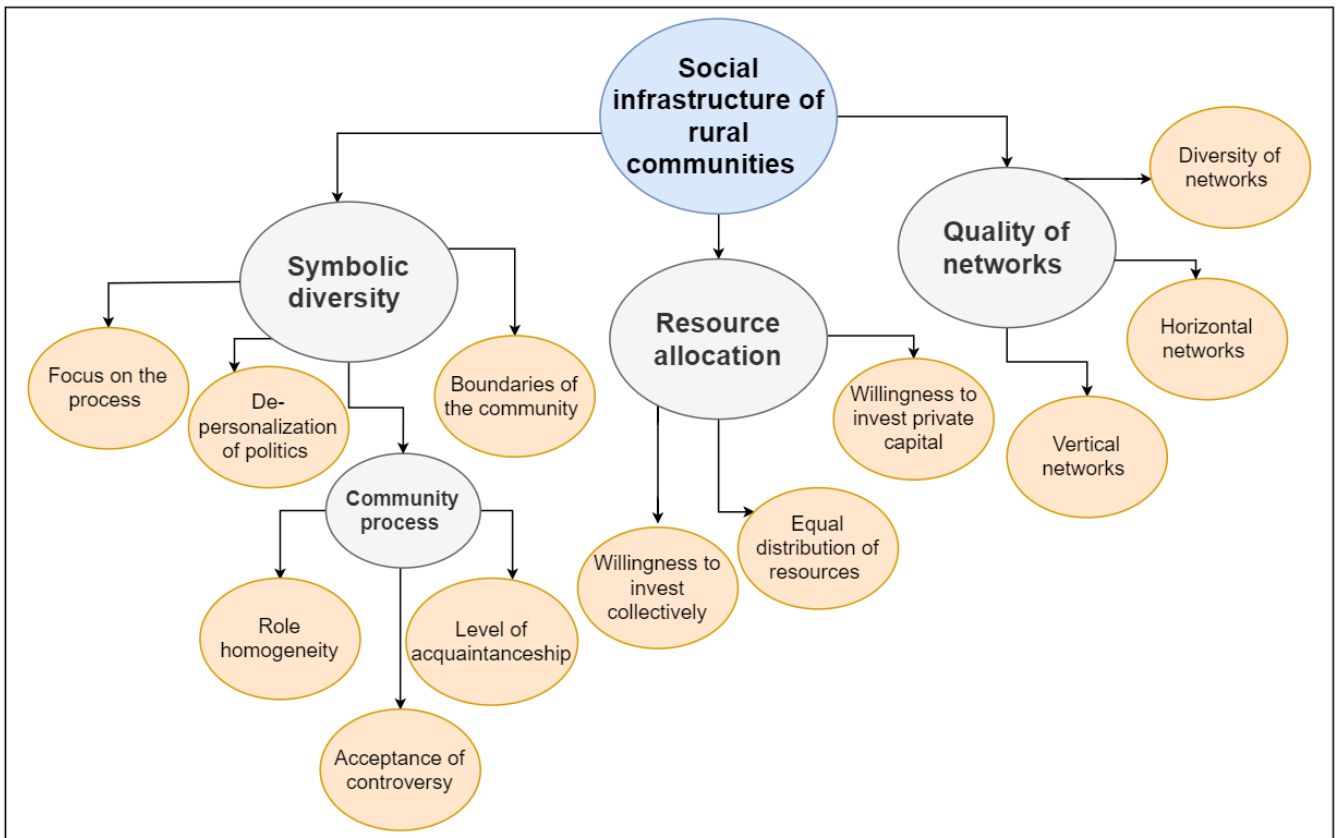 Social
infrastructure of
rural
communities
Symbolic
diversity
Resource
allocation
Quality of
networks
Diversity of
networks
Horizontal
networks
Vertical
networks
Focus on the
process
De-
personalization
of politics
Boundaries of
the community
Community
process
Role
homogeneity
Level of
acquaintanceship
Acceptance of
controversy
Willingness to
invest private
capital
Equal
distribution of
resources
Willingness to
invest
collectively